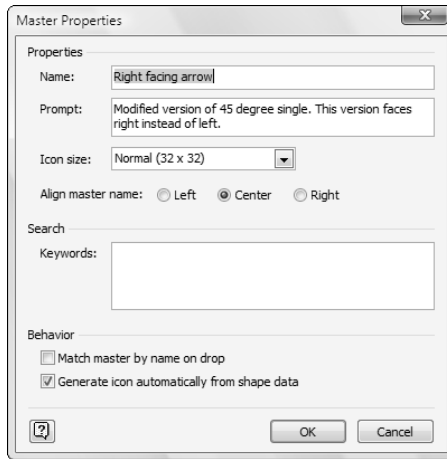 Master Properties
Properties
Name: Right facing arrow
Prompt: Modified version of 45 degree single. This version faces
right instead of left.
Icon size: Normal (32 x 32)
Align master name: Left Center Right
Search
Keywords:
Behavior
Match master by name on drop
Generate icon automatically from shape data
OK Cancel